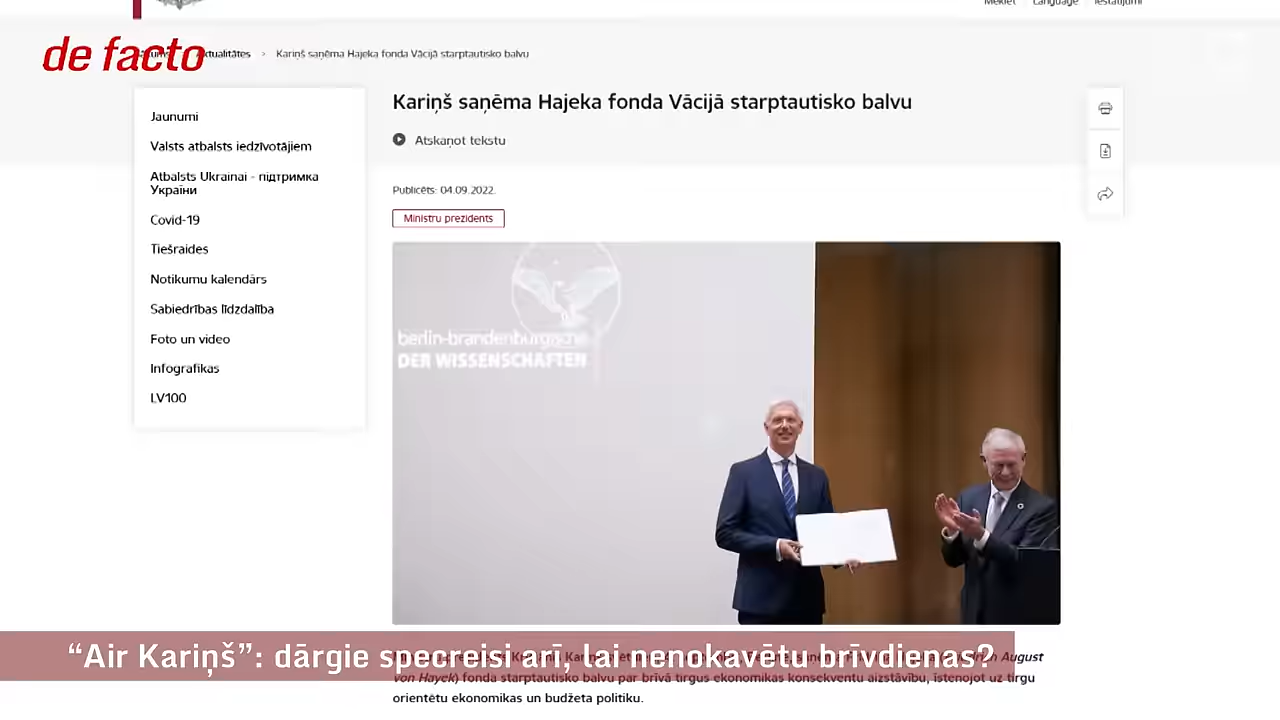 Meklēt Language Iestatījumi
de facto
Aktualitātes > Kariņš saņēma Hajeka fonda Vācijā starptautisko balvu
Kariņš saņēma Hajeka fonda Vācijā starptautisko balvu
Atskaņot tekstu
Jaunumi
Valsts atbalsts iedzīvotājiem
Atbalsts Ukrainai - підтримка
України
Covid-19
Tiešraides
Notikumu kalendārs
Sabiedrības līdzdalība
Foto un video
Infografikas
LV100
Publicēts: 04.09.2022.
Ministru prezidents
berlin-brandenburgische
DER WISSENSCHAFTEN
“Air Kariņš”: dārgie specreisi arī, lai nenokavētu brīvdienas?
August
von Hayek) fonda starptautisko balvu par brīvā tirgus ekonomikas konsekventu aizstāvību, īstenojot uz tirgu
orientētu ekonomikas un budžeta politiku.